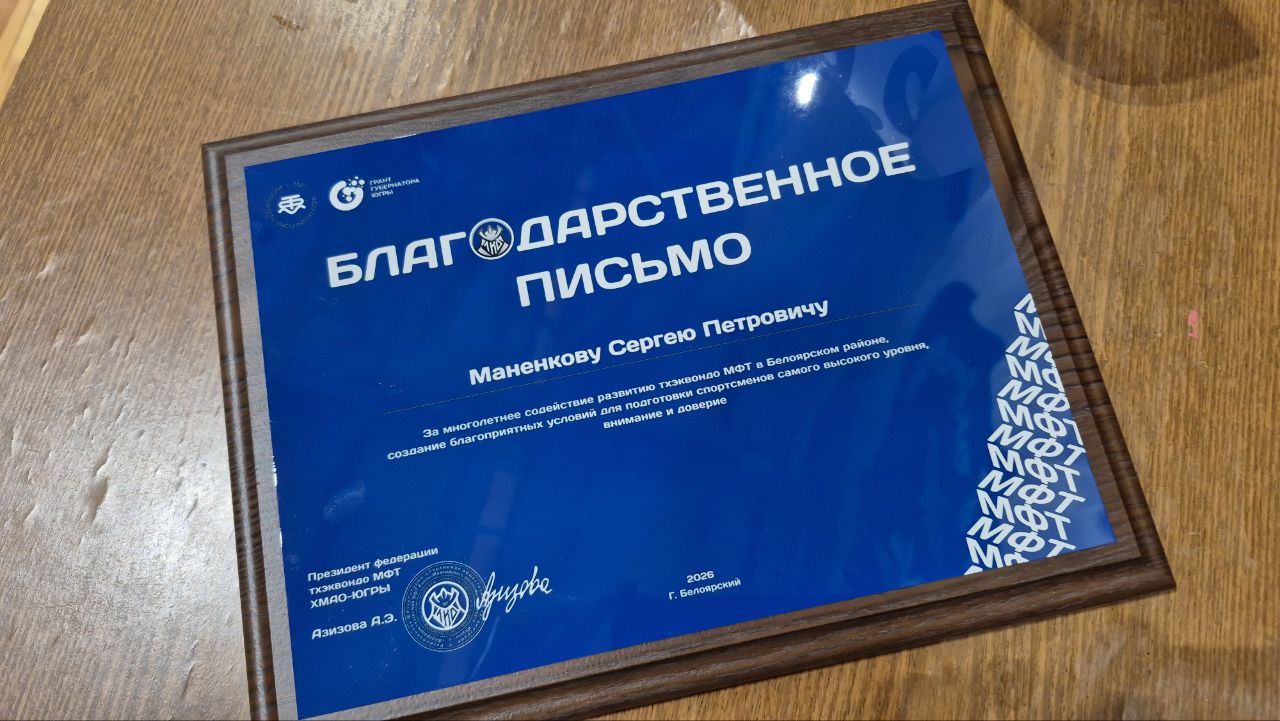 ГРАНТ
ГУБЕРНАТОРА
ЮГРЫ
БЛАГОДАРСТВЕННОЕ
ПИСЬМО
Маненкову Сергею Петровичу
За многолетнее содействие развитию тхэквондо МФТ в Белоярском районе,
создание благоприятных условий для подготовки спортсменов самого высокого уровня,
внимание и доверие
Президент федерации
тхэквондо МФТ
ХМАО-ЮГРЫ
Азизова А.Э.
Азизова
2026
Г. Белоярский
МФТ
МФТ
МФТ
МФТ
МФТ
МФТ